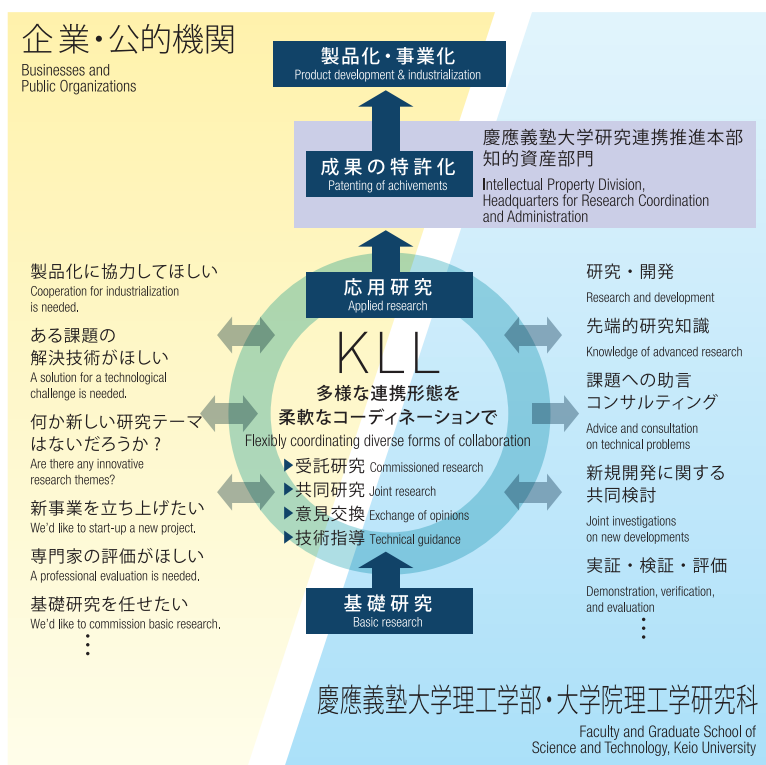 企業・公的機関
Businesses and
Public Organizations
製品化・事業化
Product development & industrialization
成果の特許化
Patenting of achivements
慶應義塾大学研究連携推進本部
知的資産部門
Intellectual Property Division,
Headquarters for Research Coordination
and Administration
応用研究
Applied research
製品化に協力してほしい
Cooperation for industrialization
is needed.
ある課題の
解決技術がほしい
A solution for a technological
challenge is needed.
何か新しい研究テーマ
はないだろうか?
Are there any innovative
research themes?
新事業を立ち上げたい
We'd like to start-up a new project.
専門家の評価がほしい
A professional evaluation is needed.
基礎研究を任せたい
We'd like to commission basic research.
⋮
KLL
多様な連携形態を
柔軟なコーディネーションで
Flexibly coordinating diverse forms of collaboration
▶受託研究 Commissioned research
▶共同研究 Joint research
▶意見交換 Exchange of opinions
▶技術指導 Technical guidance
基礎研究
Basic research
研究・開発
Research and development
先端的研究知識
Knowledge of advanced research
課題への助言
コンサルティング
Advice and consultation
on technical problems
新規開発に関する
共同検討
Joint investigations
on new developments
実証・検証・評価
Demonstration, verification,
and evaluation
⋮
慶應義塾大学理工学部・大学院理工学研究科
Faculty and Graduate School of
Science and Technology, Keio University